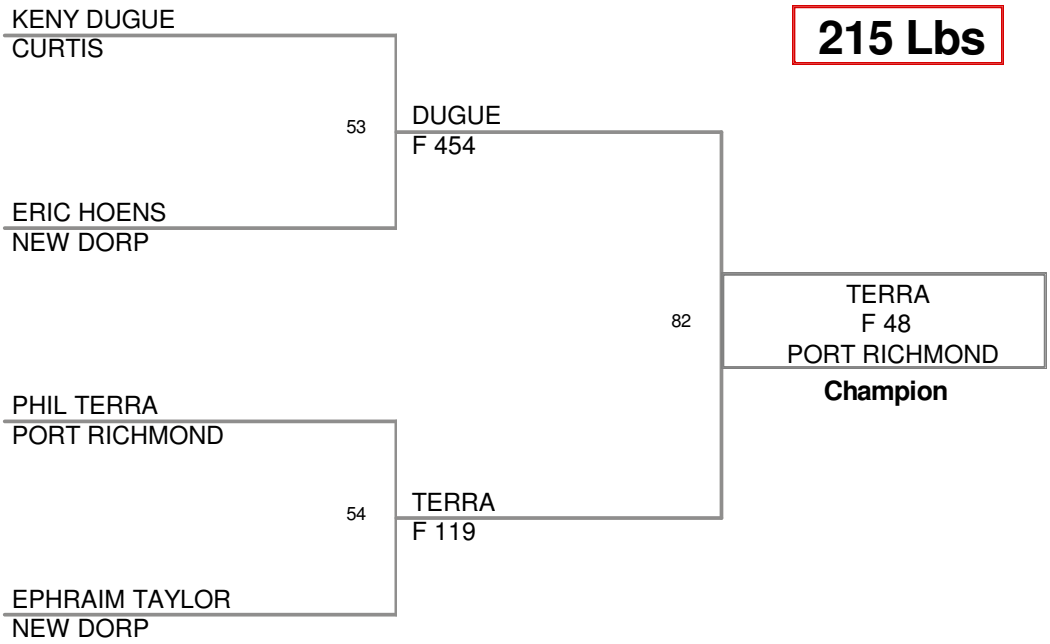 KENY DUGUE
CURTIS
215 Lbs
53
DUGUE
F 454
ERIC HOENS
NEW DORP
82
TERRA
F 48
PORT RICHMOND
Champion
PHIL TERRA
PORT RICHMOND
54
TERRA
F 119
EPHRAIM TAYLOR
NEW DORP